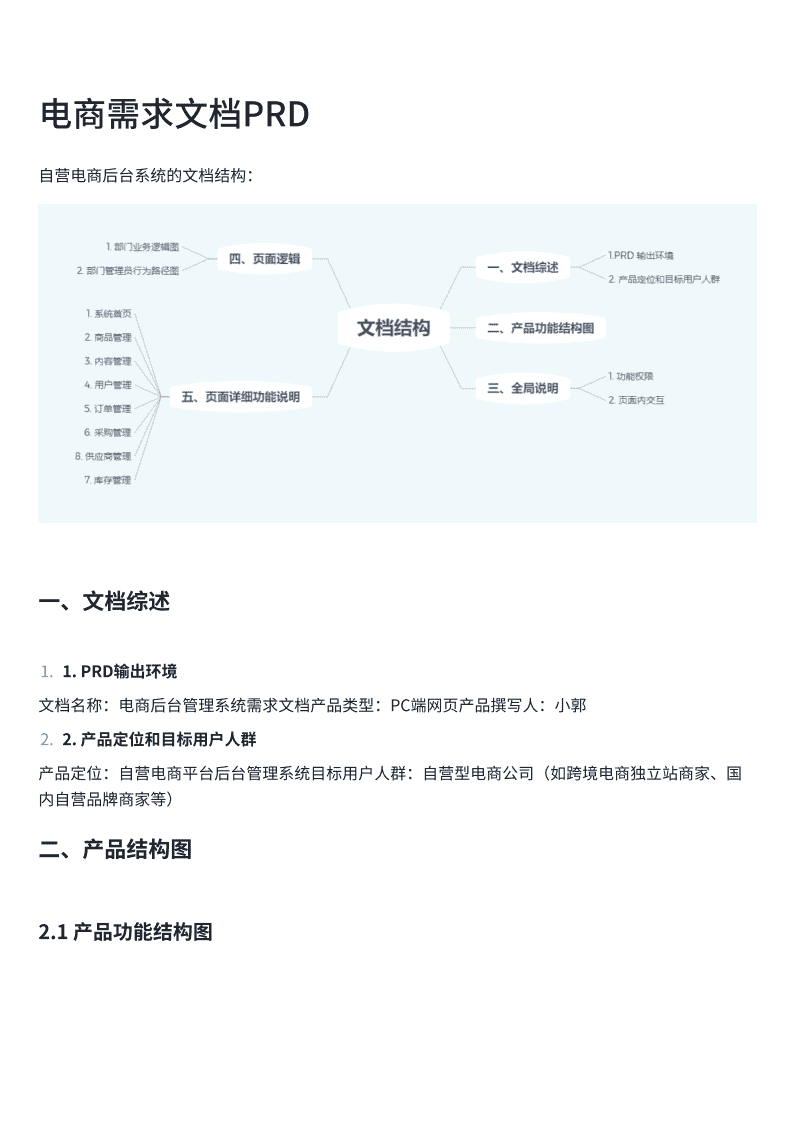 电商需求文档PRD
自营电商后台系统的文档结构：
文档结构
一、文档综述
1.PRD 输出环境
2. 产品定位和目标用户人群
二、产品功能结构图
三、全局说明
1. 功能权限
2. 页面内交互
四、页面逻辑
1. 部门业务逻辑图
2. 部门管理员行为路径图
五、页面详细功能说明
1. 系统首页
2. 商品管理
3. 内容管理
4. 用户管理
5. 订单管理
6. 采购管理
8. 供应商管理
7. 库存管理
一、文档综述
1. 1. PRD输出环境
文档名称：电商后台管理系统需求文档产品类型：PC端网页产品撰写人：小郭
2. 2. 产品定位和目标用户人群
产品定位：自营电商平台后台管理系统目标用户人群：自营型电商公司（如跨境电商独立站商家、国
内自营品牌商家等）
二、产品结构图
2.1 产品功能结构图